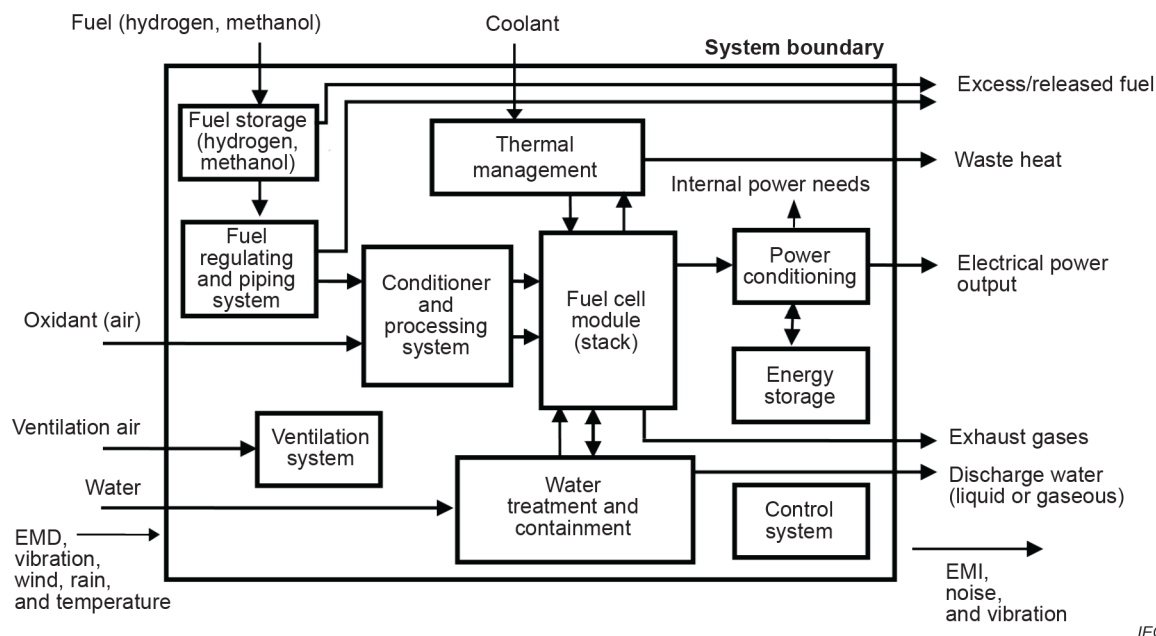 Fuel (hydrogen, methanol)
Coolant
System boundary
Excess/released fuel
Fuel storage
(hydrogen,
methanol)
Thermal
management
Waste heat
Internal power needs
Fuel
regulating
and piping
system
Conditioner
and
processing
system
Fuel cell
module
(stack)
Power
conditioning
Electrical power
output
Oxidant (air)
Energy
storage
Ventilation air
Ventilation
system
Exhaust gases
Water
Water
treatment and
containment
Discharge water
(liquid or gaseous)
Control
system
EMD,
vibration,
wind, rain,
and temperature
EMI,
noise,
and vibration